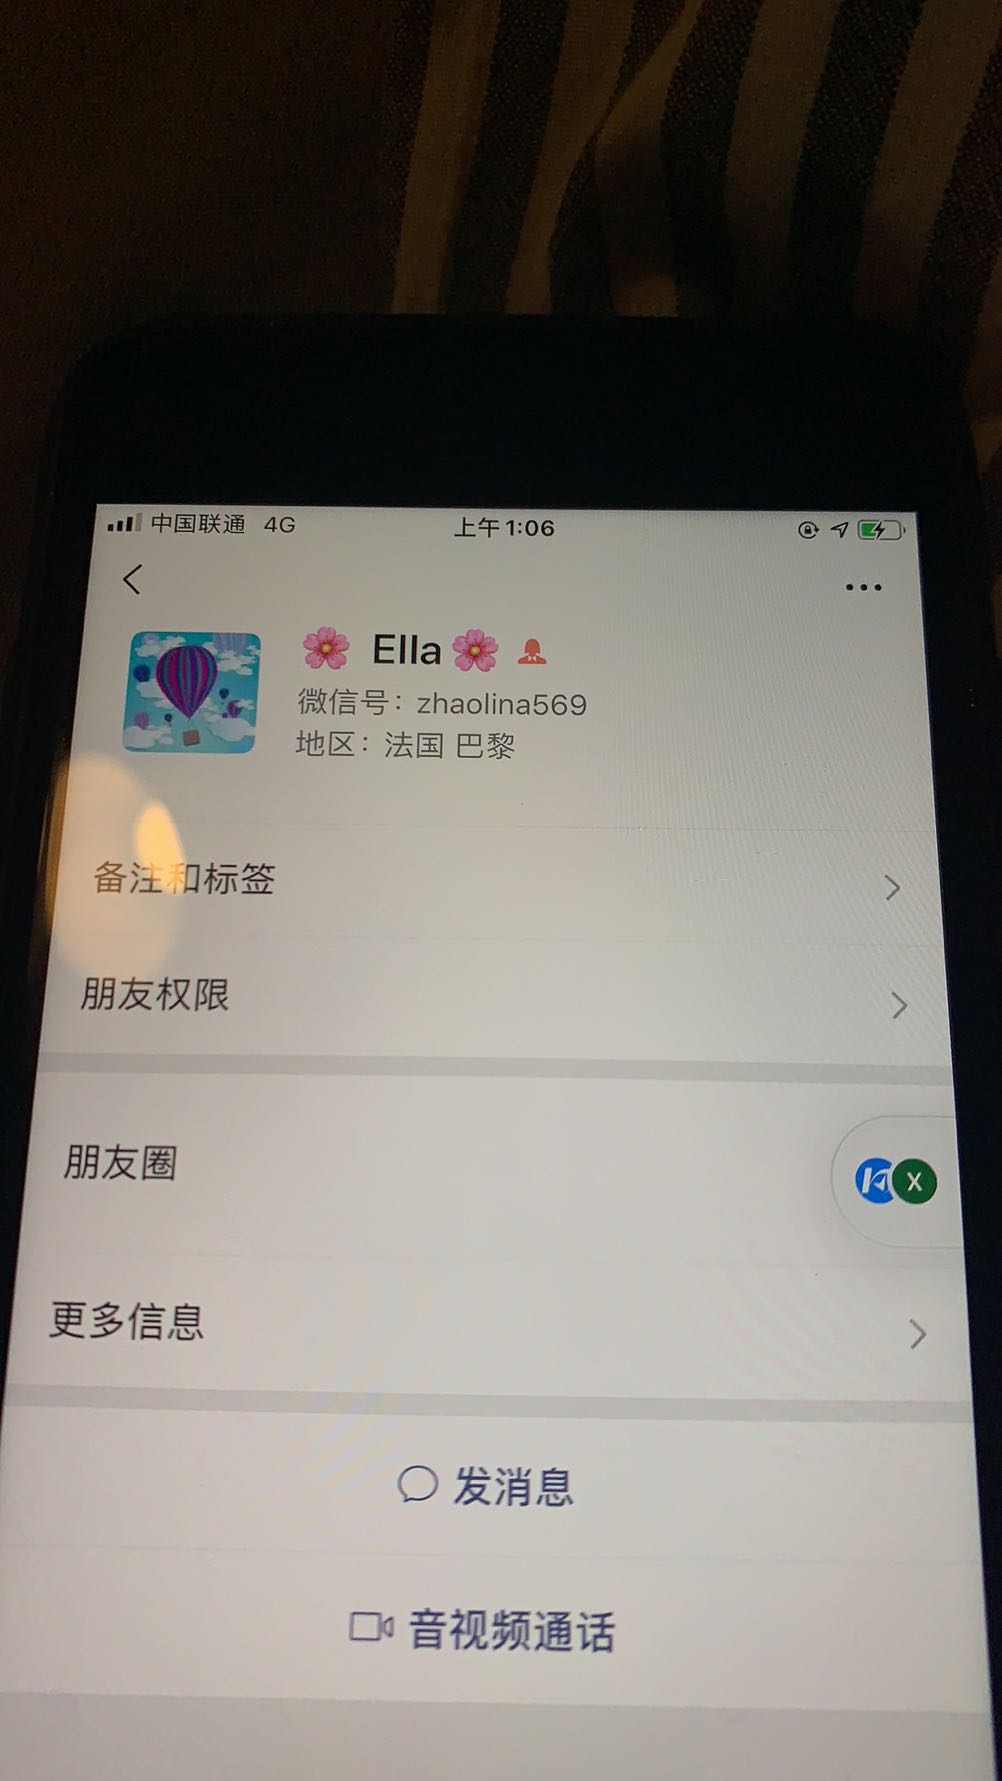 中国联通 4G 上午1:06
🌸 Ella🌸
微信号：zhaolina569
地区：法国 巴黎
备注和标签
朋友权限
朋友圈
X
更多信息
发消息
音视频通话